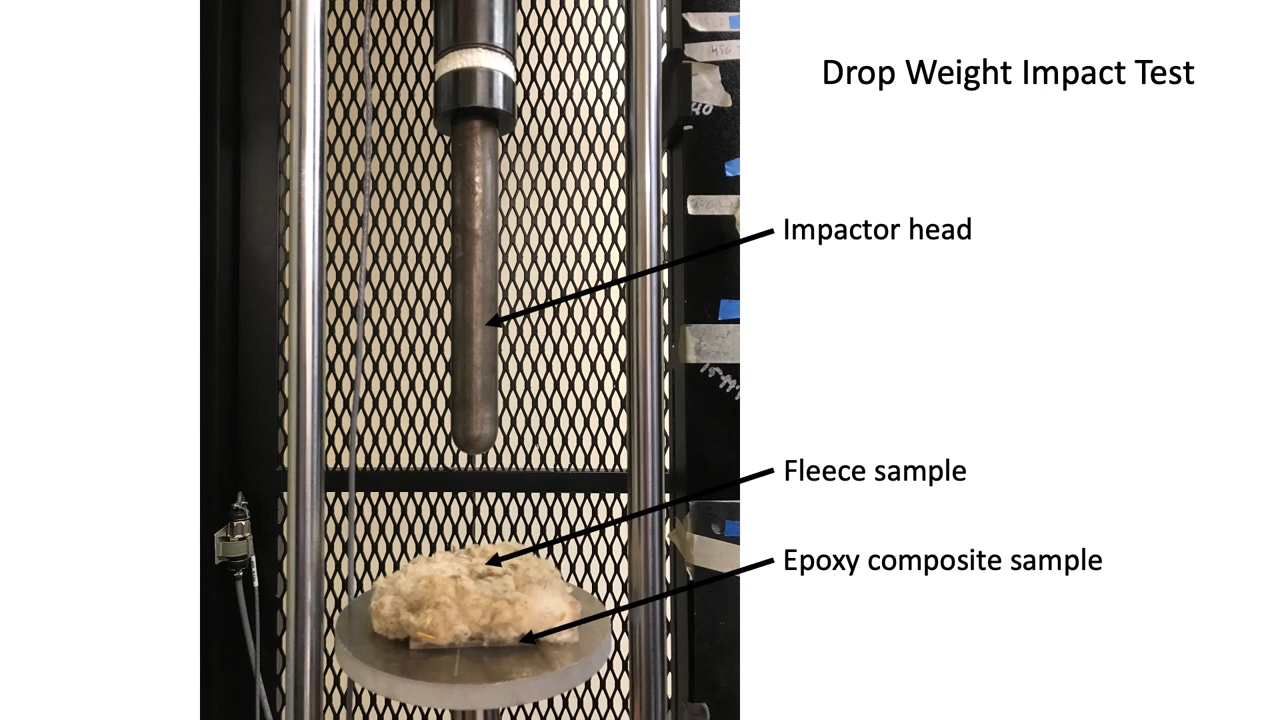 Drop Weight Impact Test
Impactor head
Fleece sample
Epoxy composite sample